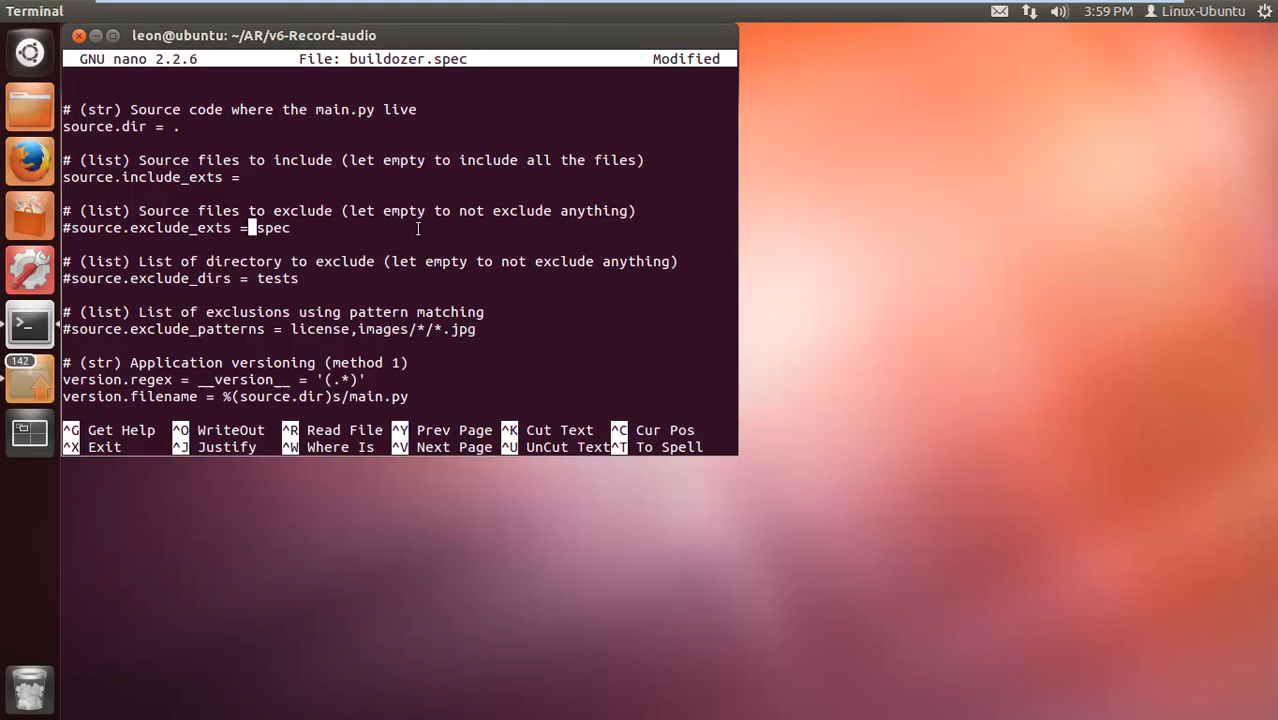 Terminal
3:59 PM
Linux-Ubuntu
leon@ubuntu: ~/AR/v6-Record-audio
GNU nano 2.2.6 File: buildozer.spec Modified
# (str) Source code where the main.py live
source.dir = .
# (list) Source files to include (let empty to include all the files)
source.include_exts =
# (list) Source files to exclude (let empty to not exclude anything)
#source.exclude_exts = spec
# (list) List of directory to exclude (let empty to not exclude anything)
#source.exclude_dirs = tests
# (list) List of exclusions using pattern matching
#source.exclude_patterns = license,images/*/*.jpg
# (str) Application versioning (method 1)
version.regex = __version__ = '(.*)'
version.filename = %(source.dir)s/main.py
142
^G Get Help ^O WriteOut ^R Read File ^Y Prev Page ^K Cut Text ^C Cur Pos
^X Exit ^J Justify ^W Where Is ^V Next Page ^U UnCut Text^T To Spell